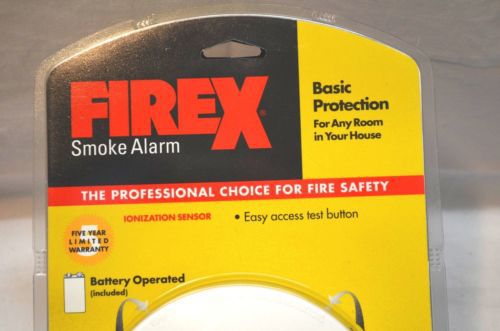 FIREX®
Smoke Alarm
Basic
Protection
For Any Room
in Your House
THE PROFESSIONAL CHOICE FOR FIRE SAFETY
IONIZATION SENSOR
• Easy access test button
FIVE YEAR
LIMITED
WARRANTY
Battery Operated
(included)